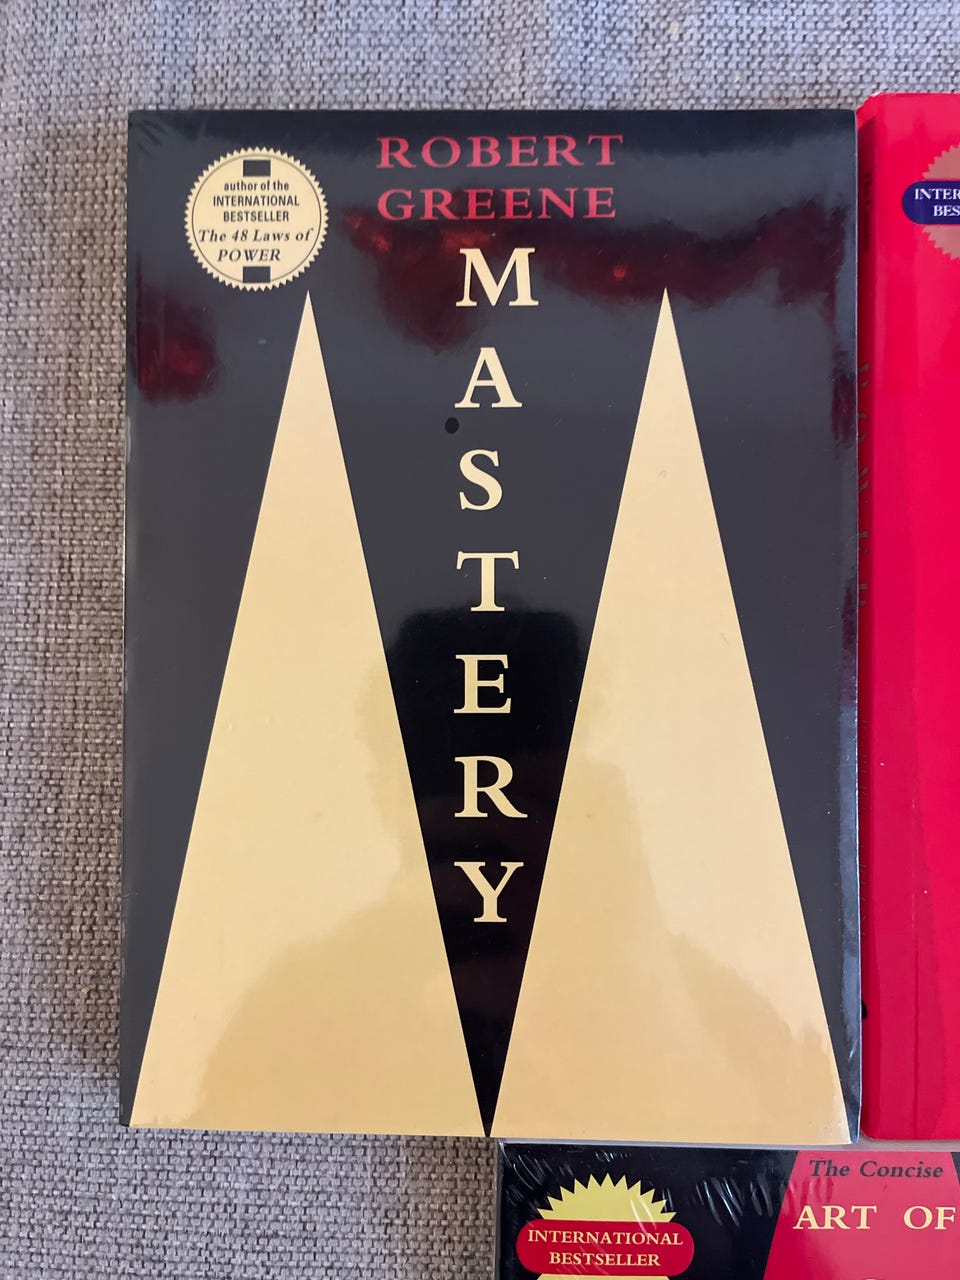 ROBERT
GREENE
author of the
INTERNATIONAL
BESTSELLER
The 48 Laws of
POWER
M
A
S
T
E
R
Y
INTER
BES
The Concise
ART OF
INTERNATIONAL
BESTSELLER